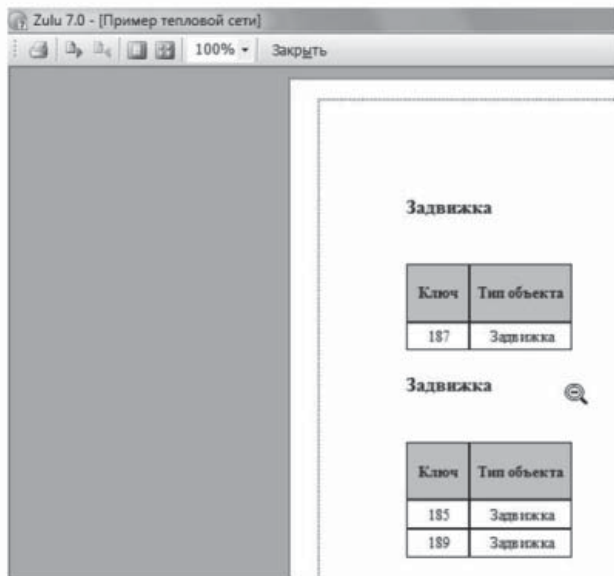 Zulu 7.0 - [Пример тепловой сети]
100% Закрыть
Задвижка
Ключ Тип объекта
187 Задвижка
Задвижка
Ключ Тип объекта
185 Задвижка
189 Задвижка